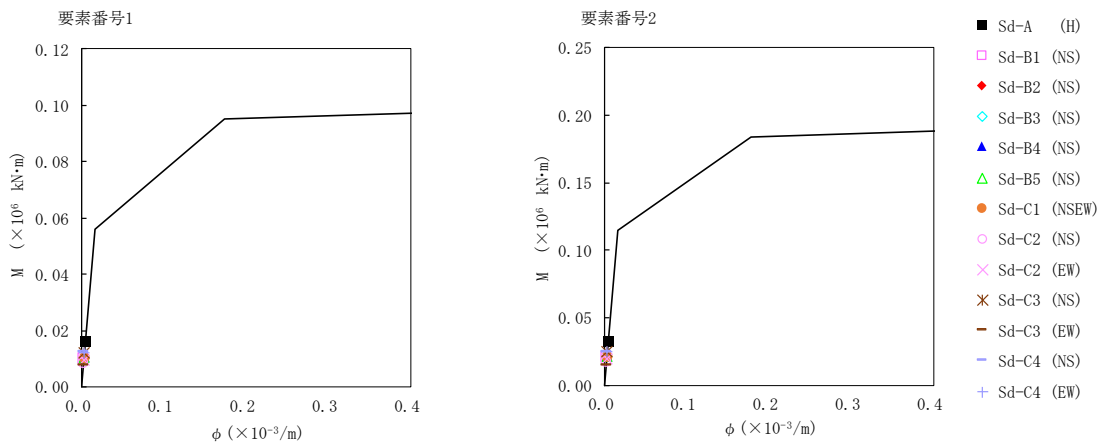 要素番号1
0.12
0.10
0.08
0.06
0.04
0.02
0.00
M (×10⁶ kN･m)
0.0 0.1 0.2 0.3 0.4
φ (×10⁻³/m)
要素番号2
0.25
0.20
0.15
0.10
0.05
0.00
M (×10⁶ kN･m)
0.0 0.1 0.2 0.3 0.4
φ (×10⁻³/m)
Sd-A (H)
Sd-B1 (NS)
Sd-B2 (NS)
Sd-B3 (NS)
Sd-B4 (NS)
Sd-B5 (NS)
Sd-C1 (NSEW)
Sd-C2 (NS)
Sd-C2 (EW)
Sd-C3 (NS)
Sd-C3 (EW)
Sd-C4 (NS)
Sd-C4 (EW)